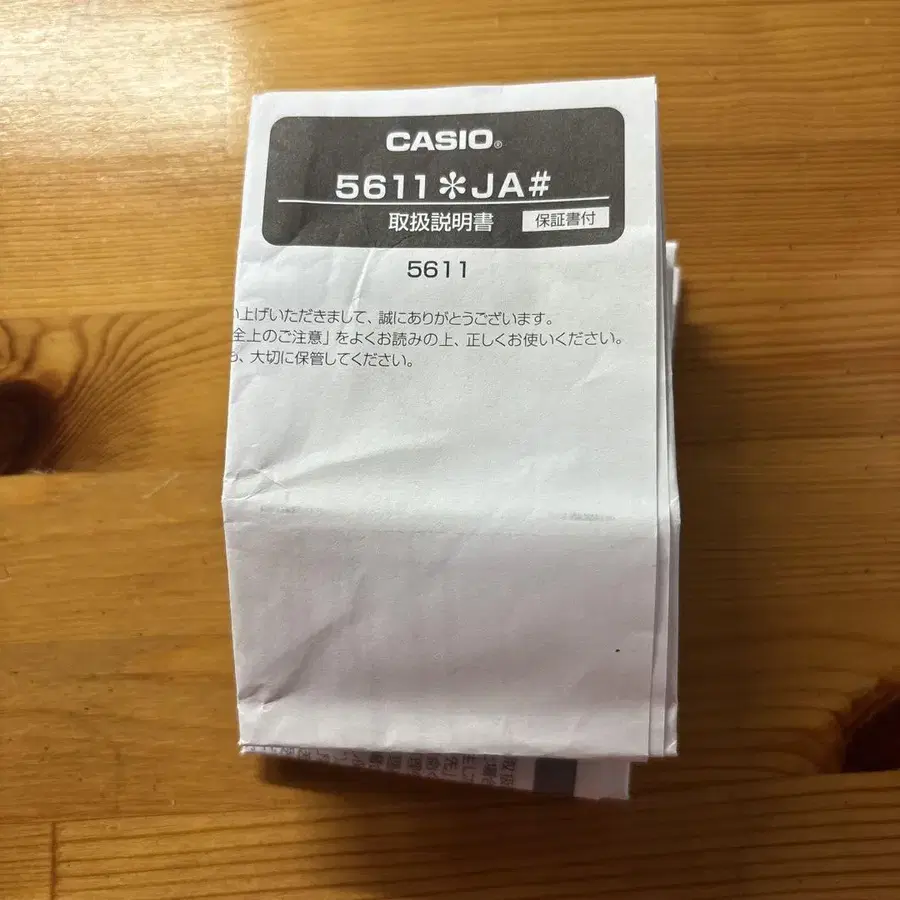 CASIO®
5611✻JA#
取扱説明書 保証書付
5611
い上げいただきまして、誠にありがとうございます。
全上のご注意」をよくお読みの上、正しくお使いください。
も、大切に保管してください。